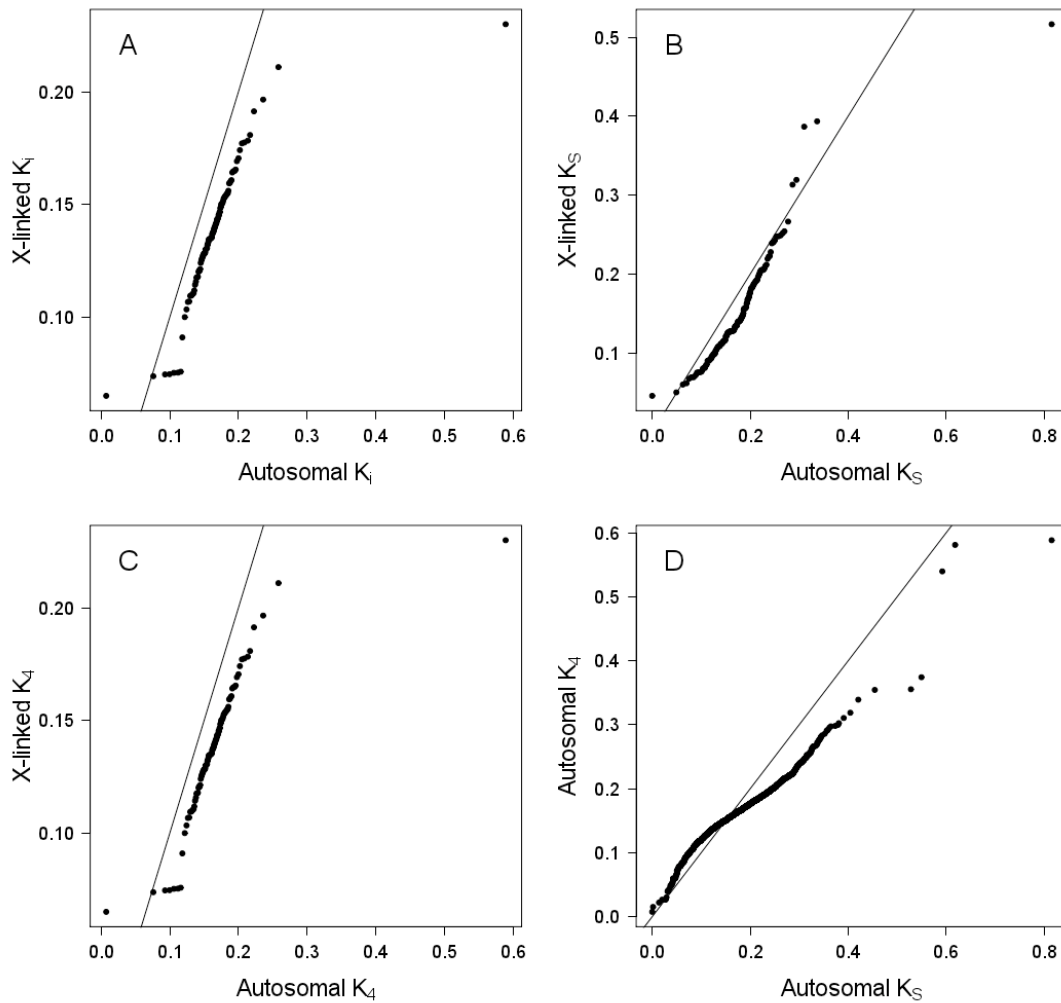 A
X-linked Ki
0.20
0.15
0.10
0.0 0.1 0.2 0.3 0.4 0.5 0.6
Autosomal Ki
B
X-linked KS
0.5
0.4
0.3
0.2
0.1
0.0 0.2 0.4 0.6 0.8
Autosomal KS
C
X-linked K4
0.20
0.15
0.10
0.0 0.1 0.2 0.3 0.4 0.5 0.6
Autosomal K4
D
Autosomal K4
0.6
0.5
0.4
0.3
0.2
0.1
0.0
0.0 0.2 0.4 0.6 0.8
Autosomal KS